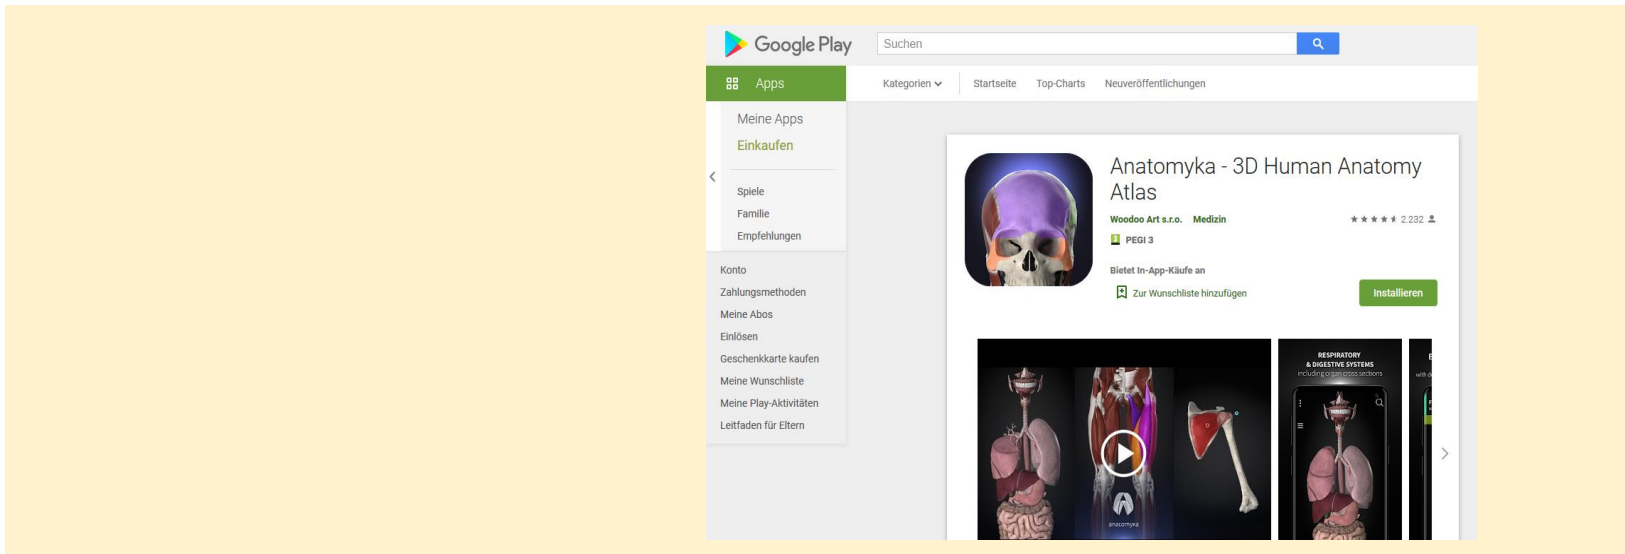 Google Play
Suchen
Apps
Kategorien
Startseite
Top-Charts
Neuveröffentlichungen
Meine Apps
Einkaufen
Spiele
Familie
Empfehlungen
Konto
Zahlungsmethoden
Meine Abos
Einlösen
Geschenkkarte kaufen
Meine Wunschliste
Meine Play-Aktivitäten
Leitfaden für Eltern
Anatomyka - 3D Human Anatomy
Atlas
Woodoo Art s.r.o. Medizin
2.232
PEGI 3
Bietet In-App-Käufe an
Zur Wunschliste hinzufügen
Installieren
anatomyka
RESPIRATORY
& DIGESTIVE SYSTEMS
including organ cross sections